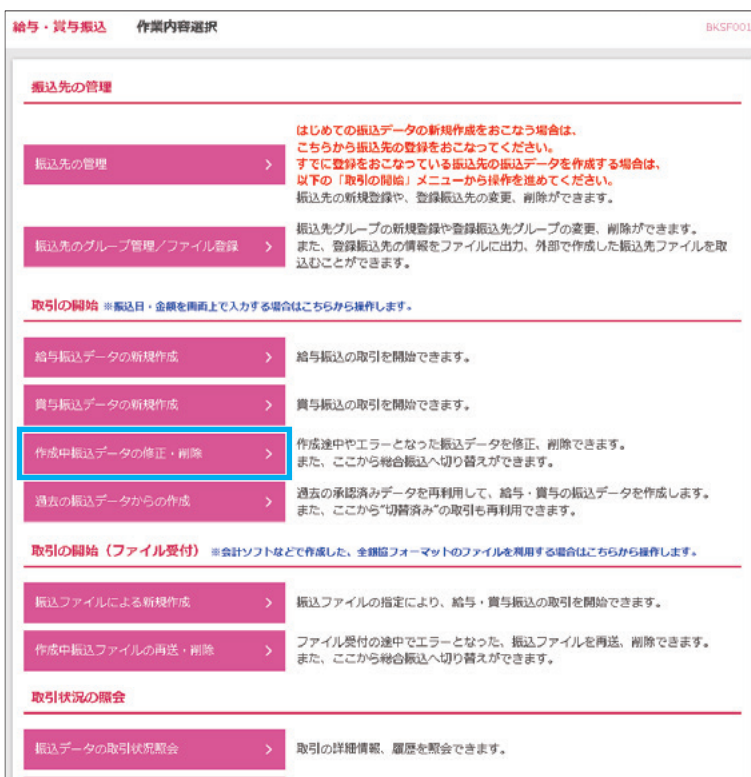 給与・賞与振込 作業内容選択 BKSF001
振込先の管理
はじめての振込データの新規作成をおこなう場合は、
こちらから振込先の登録をおこなってください。
振込先の管理
すでに登録をおこなっている振込先の振込データを作成する場合は、
以下の「取引の開始」メニューから操作を進めてください。
振込先の新規登録や、登録振込先の変更、削除ができます。
振込先のグループ管理／ファイル登録
振込先グループの新規登録や登録振込先グループの変更、削除ができます。
また、登録振込先の情報をファイルに出力、外部で作成した振込先ファイルを取
込むことができます。
取引の開始 ※振込日・金額を画面上で入力する場合はこちらから操作します。
給与振込データの新規作成 給与振込の取引を開始できます。
賞与振込データの新規作成 賞与振込の取引を開始できます。
作成中振込データの修正・削除
作成途中やエラーとなった振込データを修正、削除できます。
また、ここから総合振込へ切り替えができます。
過去の振込データからの作成
過去の承認済みデータを再利用して、給与・賞与の振込データを作成します。
また、ここから"切替済み"の取引も再利用できます。
取引の開始（ファイル受付） ※会計ソフトなどで作成した、全銀協フォーマットのファイルを利用する場合はこちらから操作します。
振込ファイルによる新規作成 振込ファイルの指定により、給与・賞与振込の取引を開始できます。
作成中振込ファイルの再送・削除
ファイル受付の途中でエラーとなった、振込ファイルを再送、削除できます。
また、ここから総合振込へ切り替えができます。
取引状況の照会
振込データの取引状況照会 取引の詳細情報、履歴を照会できます。